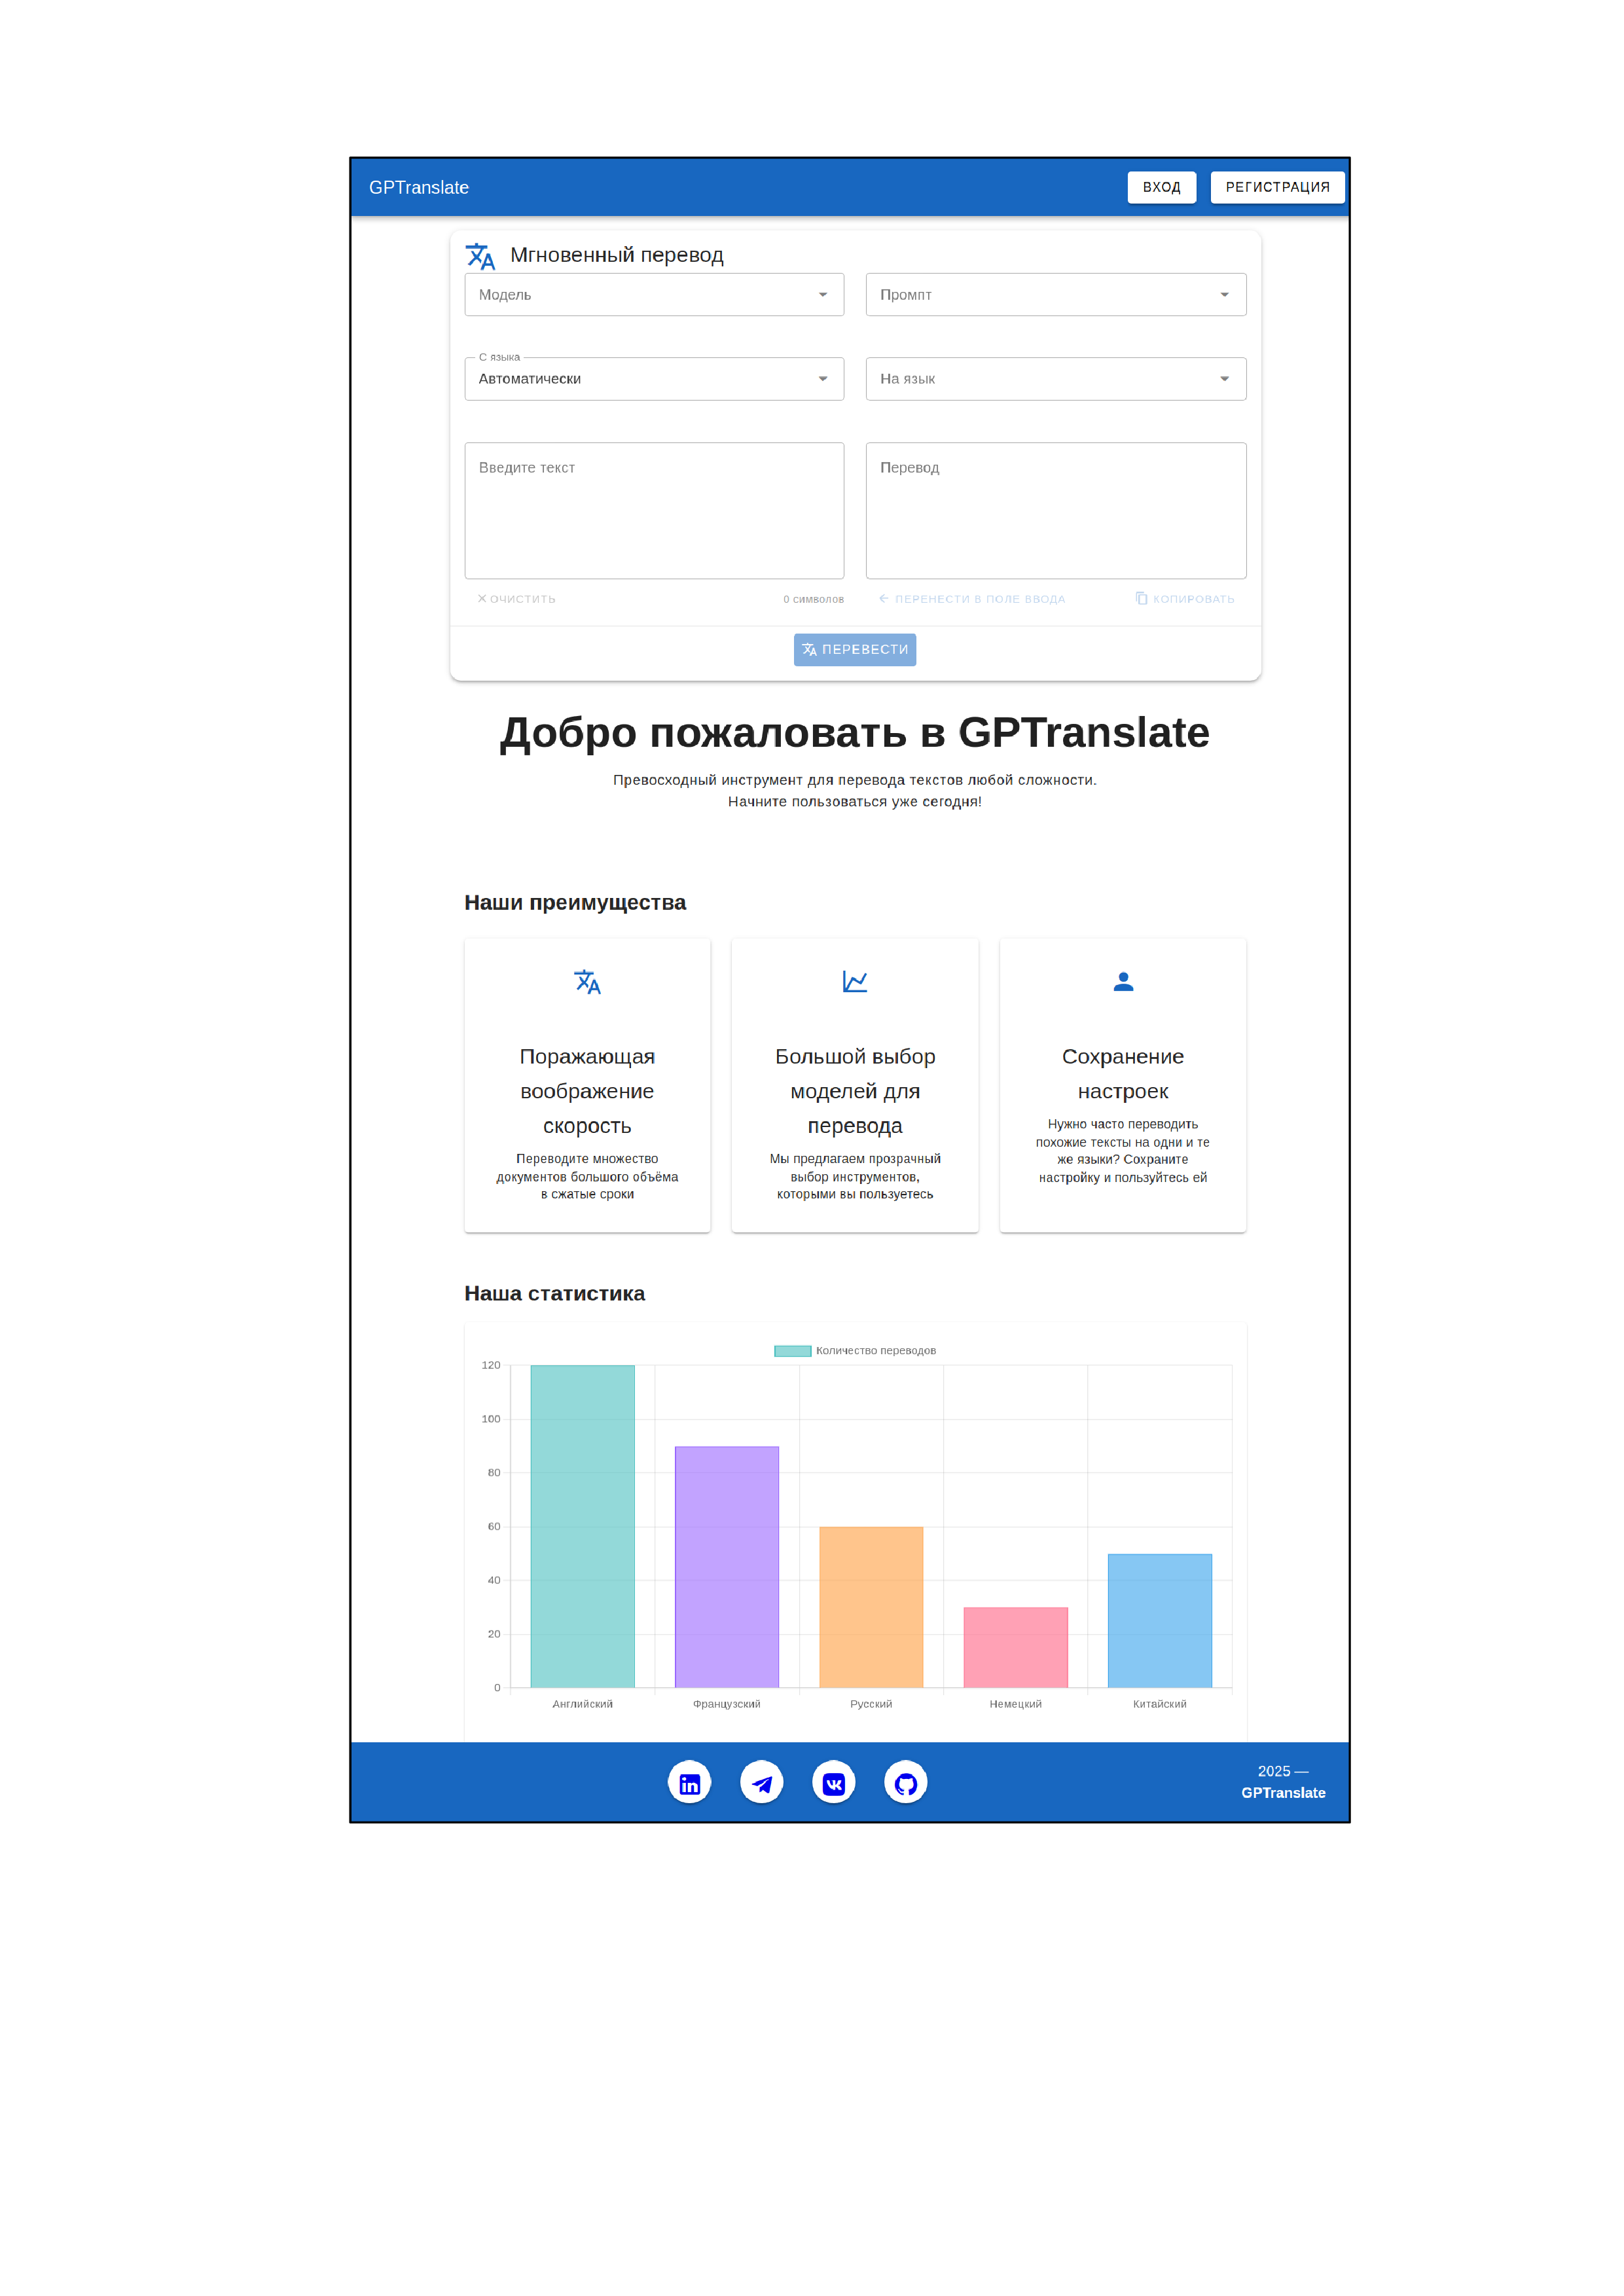 GPTranslate
ВХОД
РЕГИСТРАЦИЯ
Мгновенный перевод
Модель
Промпт
С языка
Автоматически
На язык
Введите текст
Перевод
ОЧИСТИТЬ
0 символов
ПЕРЕНЕСТИ В ПОЛЕ ВВОДА
КОПИРОВАТЬ
ПЕРЕВЕСТИ
Добро пожаловать в GPTranslate
Превосходный инструмент для перевода текстов любой сложности.
Начните пользоваться уже сегодня!
Наши преимущества
Поражающая
воображение
скорость
Переводите множество
документов большого объёма
в сжатые сроки
Большой выбор
моделей для
перевода
Мы предлагаем прозрачный
выбор инструментов,
которыми вы пользуетесь
Сохранение
настроек
Нужно часто переводить
похожие тексты на одни и те
же языки? Сохраните
настройку и пользуйтесь ей
Наша статистика
Количество переводов
120
100
80
60
40
20
0
Английский
Французский
Русский
Немецкий
Китайский
2025 —
GPTranslate